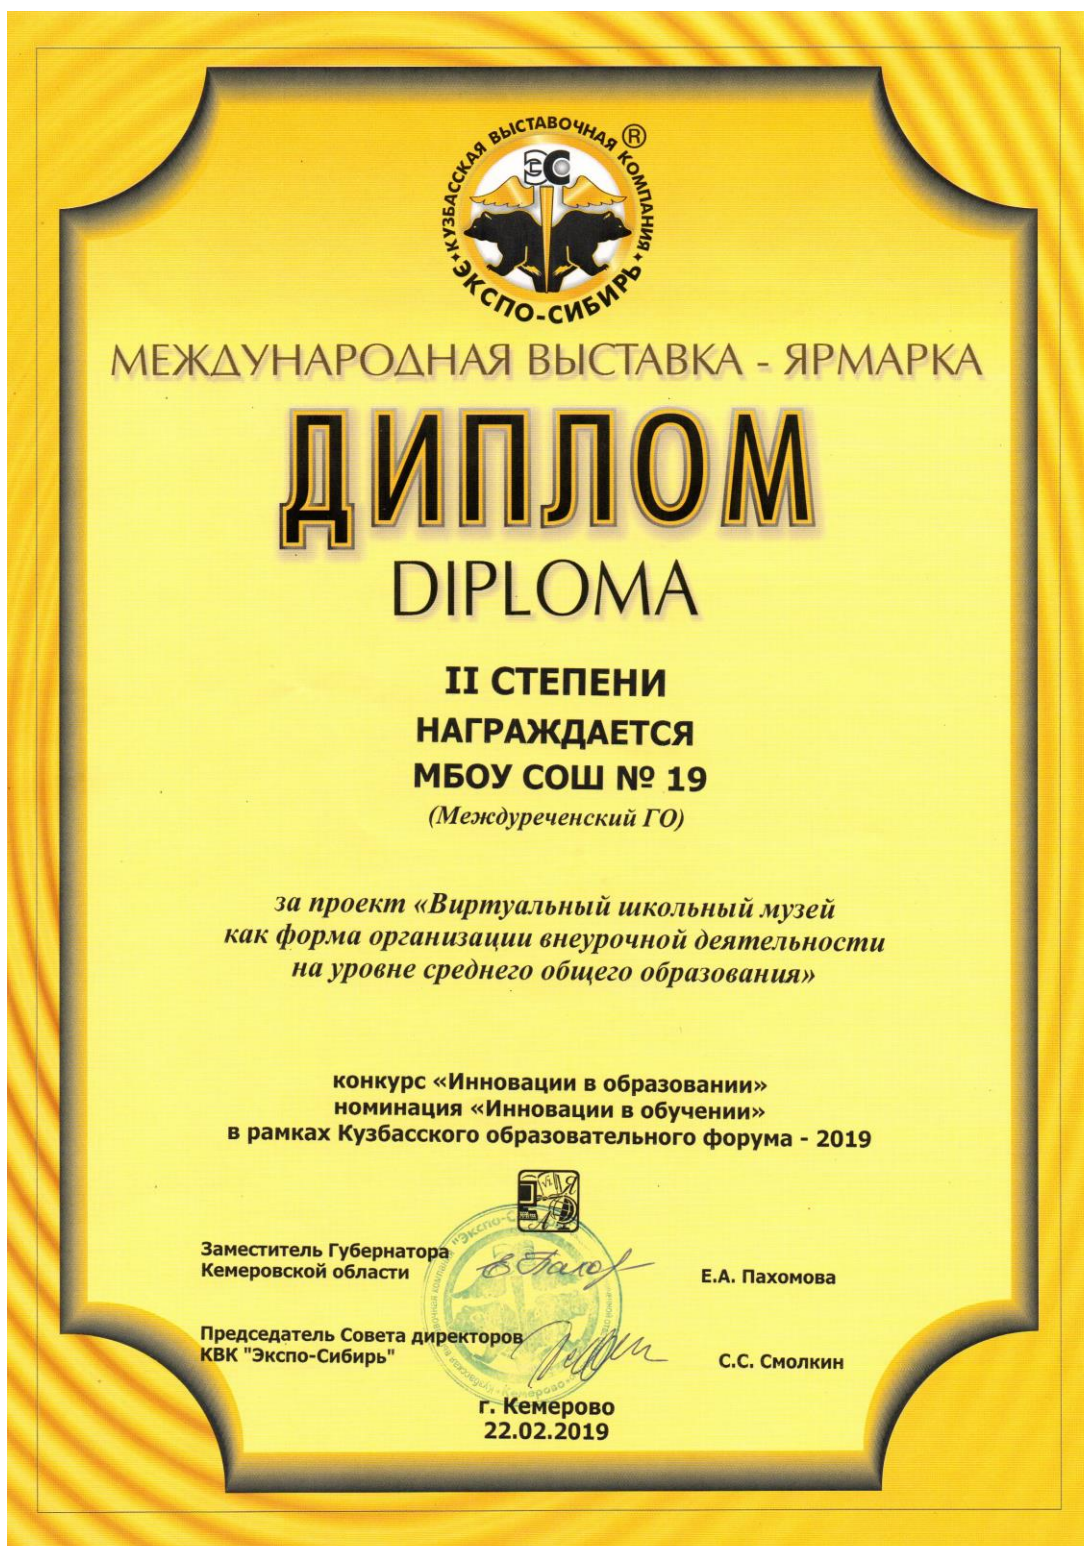 КУЗБАССКАЯ ВЫСТАВОЧНАЯ КОМПАНИЯ
®
ЭС
ЭКСПО-СИБИРЬ
МЕЖДУНАРОДНАЯ ВЫСТАВКА - ЯРМАРКА
ДИПЛОМ
DIPLOMA
II СТЕПЕНИ
НАГРАЖДАЕТСЯ
МБОУ СОШ № 19
(Междуреченский ГО)
за проект «Виртуальный школьный музей
как форма организации внеурочной деятельности
на уровне среднего общего образования»
конкурс «Инновации в образовании»
номинация «Инновации в обучении»
в рамках Кузбасского образовательного форума - 2019
Заместитель Губернатора
Кемеровской области
Е.А. Пахомова
Председатель Совета директоров
КВК "Экспо-Сибирь"
С.С. Смолкин
г. Кемерово
22.02.2019